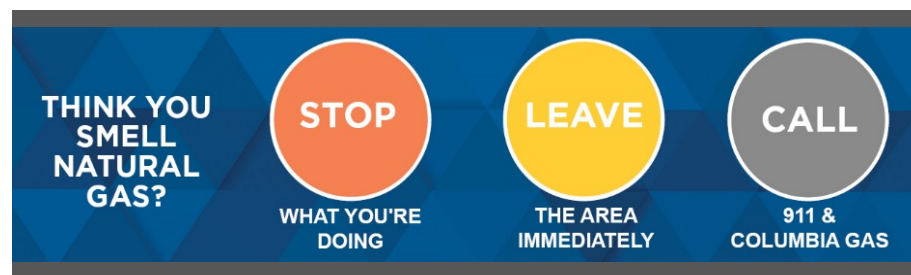 THINK YOU
SMELL
NATURAL
GAS?
STOP
WHAT YOU'RE
DOING
LEAVE
THE AREA
IMMEDIATELY
CALL
911 &
COLUMBIA GAS